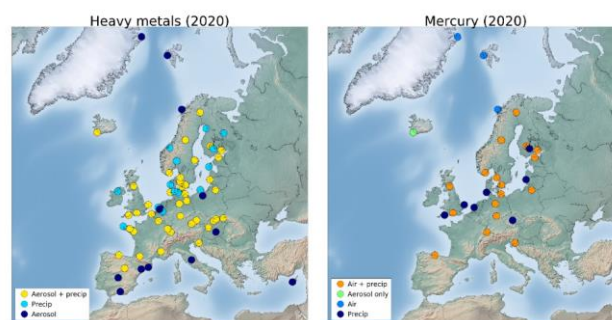 Heavy metals (2020)
Aerosol + precip
Precip
Aerosol
Mercury (2020)
Air + precip
Aerosol only
Air
Precip